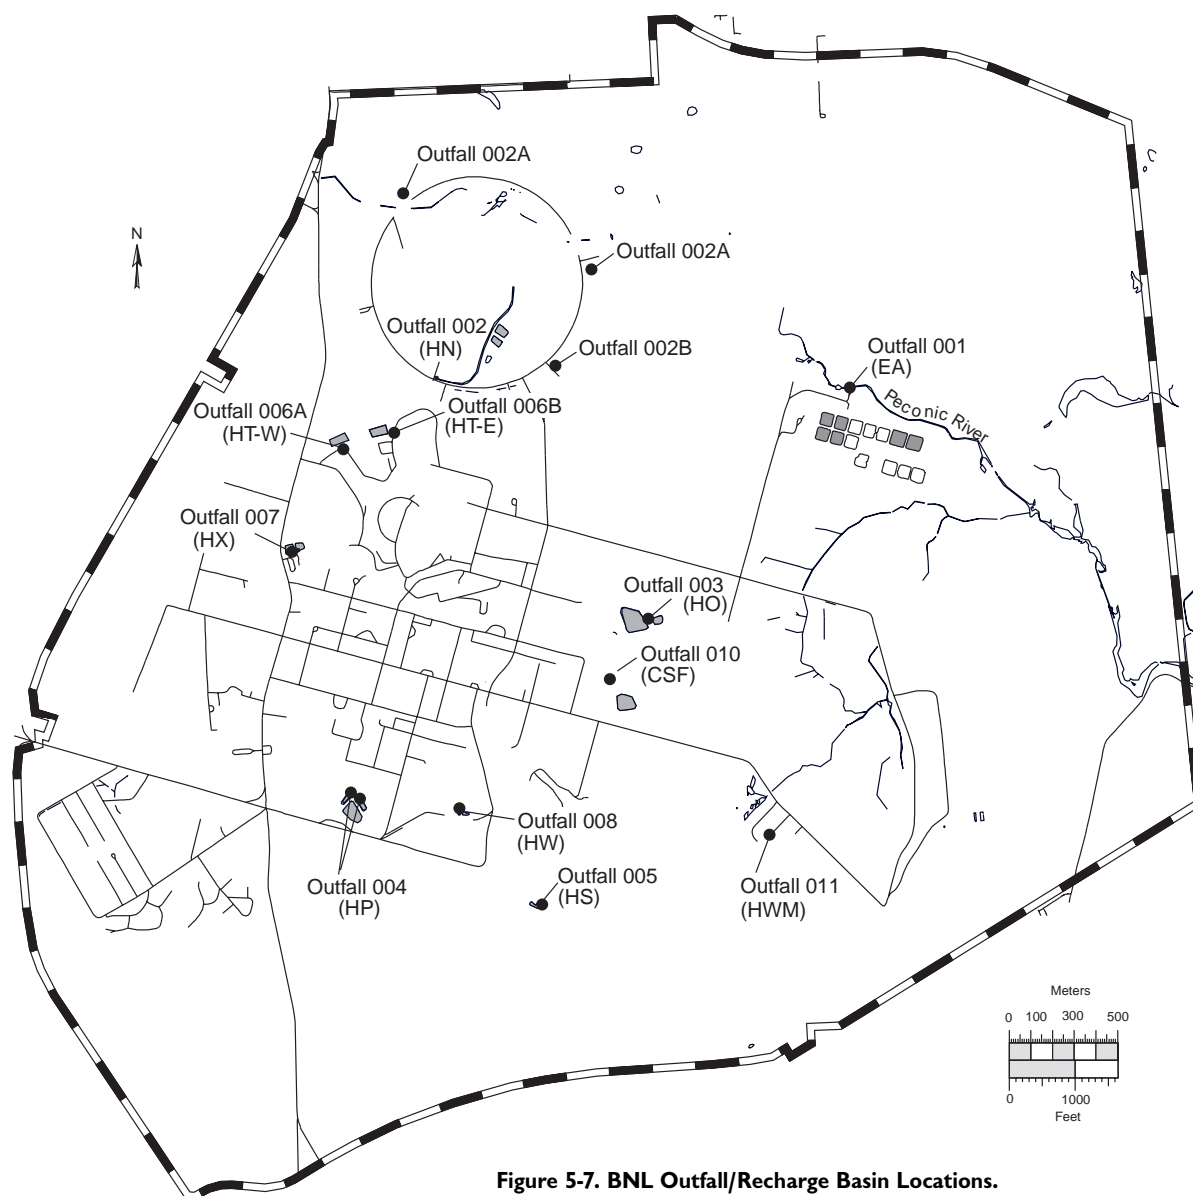 Outfall 002A
N
Outfall 002A
Outfall 002
(HN)
Outfall 002B
Outfall 001
(EA)
Peconic River
Outfall 006A
(HT-W)
Outfall 006B
(HT-E)
Outfall 007
(HX)
Outfall 003
(HO)
Outfall 010
(CSF)
Outfall 008
(HW)
Outfall 004
(HP)
Outfall 005
(HS)
Outfall 011
(HWM)
Meters
0 100 300 500
0 1000
Feet
Figure 5-7. BNL Outfall/Recharge Basin Locations.